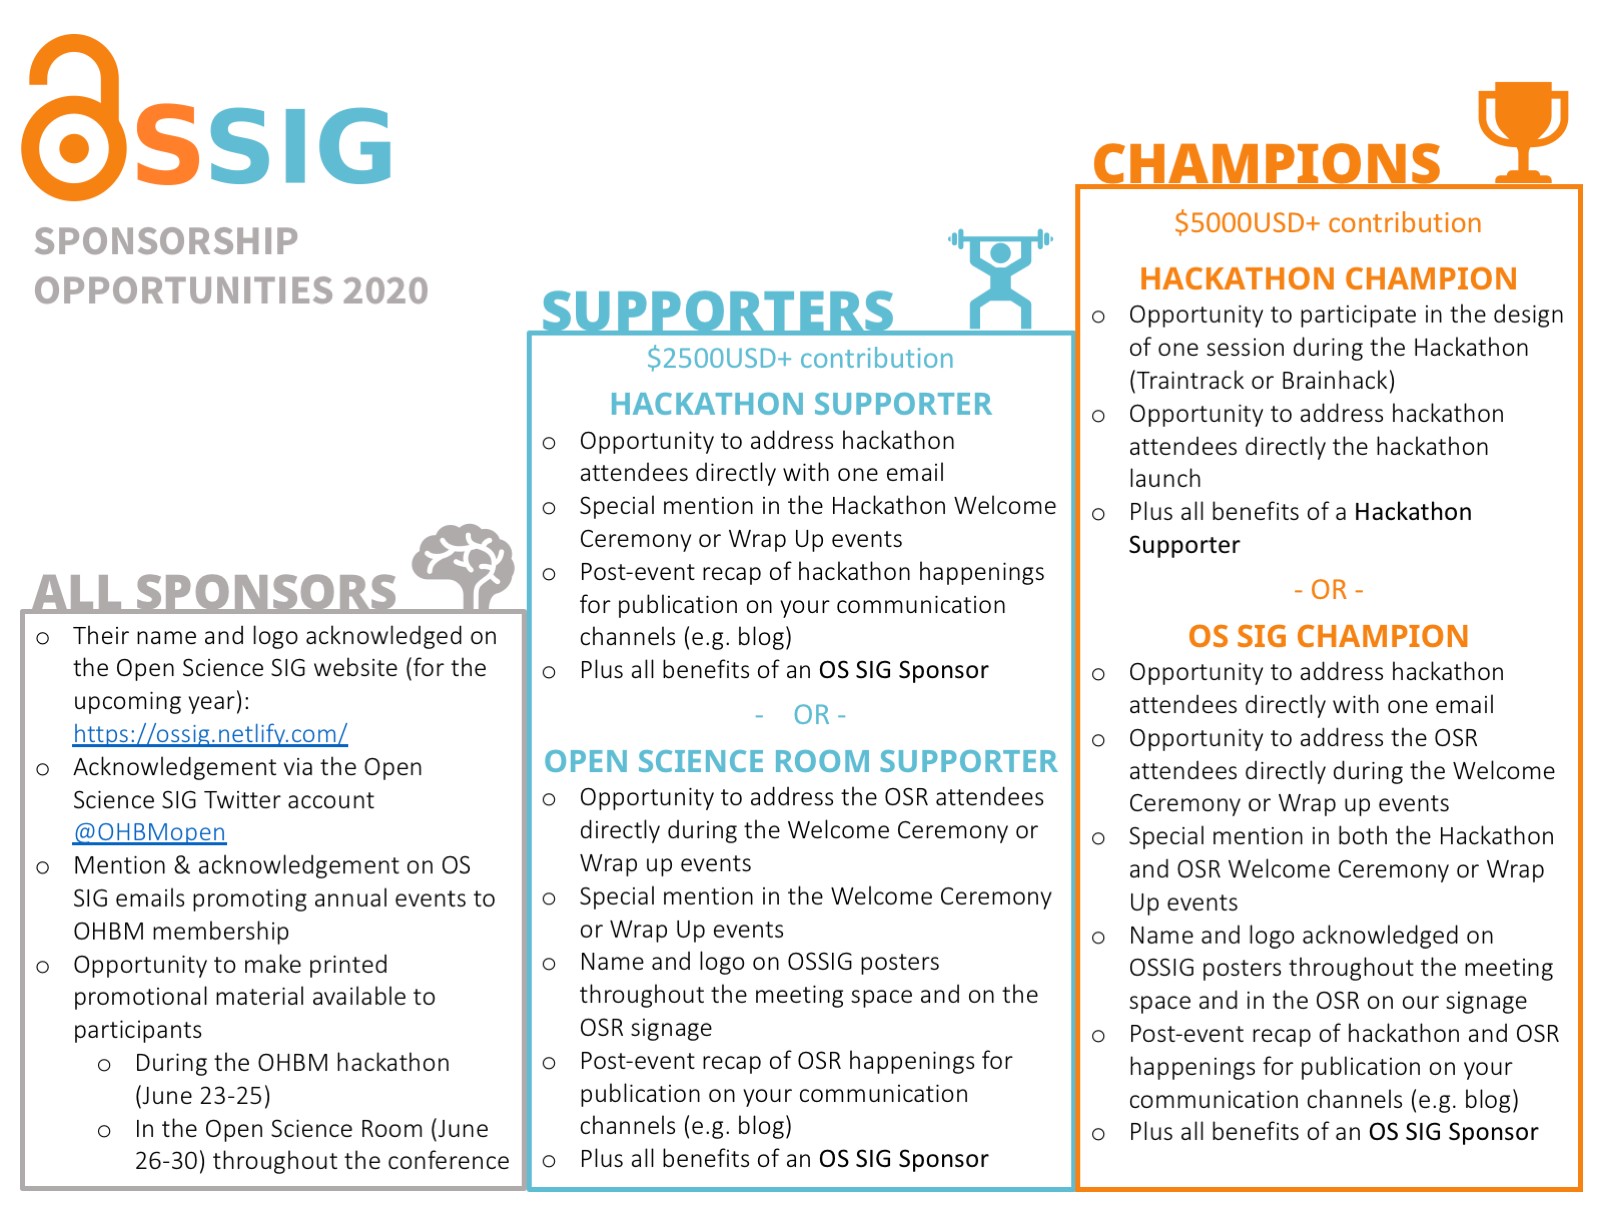 OSSIG
SPONSORSHIP
OPPORTUNITIES 2020
ALL SPONSORS
o Their name and logo acknowledged on
the Open Science SIG website (for the
upcoming year):
https://ossig.netlify.com/
o Acknowledgement via the Open
Science SIG Twitter account
@OHBMopen
o Mention & acknowledgement on OS
SIG emails promoting annual events to
OHBM membership
o Opportunity to make printed
promotional material available to
participants
o During the OHBM hackathon
(June 23-25)
o In the Open Science Room (June
26-30) throughout the conference
SUPPORTERS
$2500USD+ contribution
HACKATHON SUPPORTER
o Opportunity to address hackathon
attendees directly with one email
o Special mention in the Hackathon Welcome
Ceremony or Wrap Up events
o Post-event recap of hackathon happenings
for publication on your communication
channels (e.g. blog)
o Plus all benefits of an OS SIG Sponsor
- OR -
OPEN SCIENCE ROOM SUPPORTER
o Opportunity to address the OSR attendees
directly during the Welcome Ceremony or
Wrap up events
o Special mention in the Welcome Ceremony
or Wrap Up events
o Name and logo on OSSIG posters
throughout the meeting space and on the
OSR signage
o Post-event recap of OSR happenings for
publication on your communication
channels (e.g. blog)
o Plus all benefits of an OS SIG Sponsor
CHAMPIONS
$5000USD+ contribution
HACKATHON CHAMPION
o Opportunity to participate in the design
of one session during the Hackathon
(Traintrack or Brainhack)
o Opportunity to address hackathon
attendees directly the hackathon
launch
o Plus all benefits of a Hackathon
Supporter
- OR -
OS SIG CHAMPION
o Opportunity to address hackathon
attendees directly with one email
o Opportunity to address the OSR
attendees directly during the Welcome
Ceremony or Wrap up events
o Special mention in both the Hackathon
and OSR Welcome Ceremony or Wrap
Up events
o Name and logo acknowledged on
OSSIG posters throughout the meeting
space and in the OSR on our signage
o Post-event recap of hackathon and OSR
happenings for publication on your
communication channels (e.g. blog)
o Plus all benefits of an OS SIG Sponsor